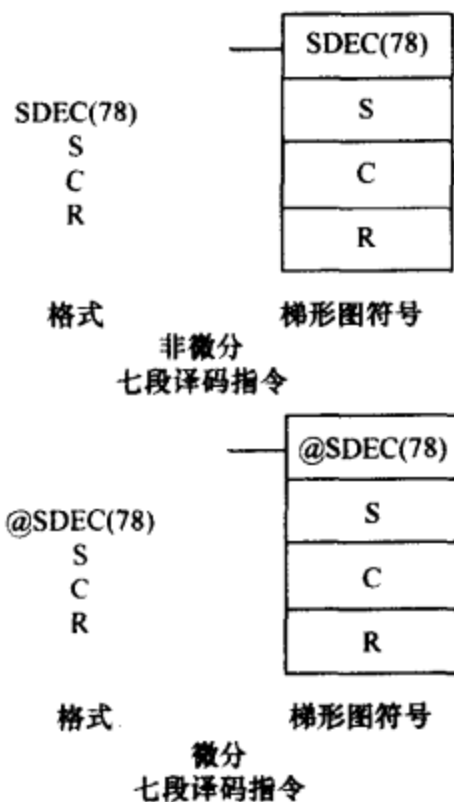 SDEC(78)
SDEC(78)
S
C
R
S
C
R
格式
梯形图符号
非微分
七段译码指令
@SDEC(78)
@SDEC(78)
S
C
R
S
C
R
格式
梯形图符号
微分
七段译码指令